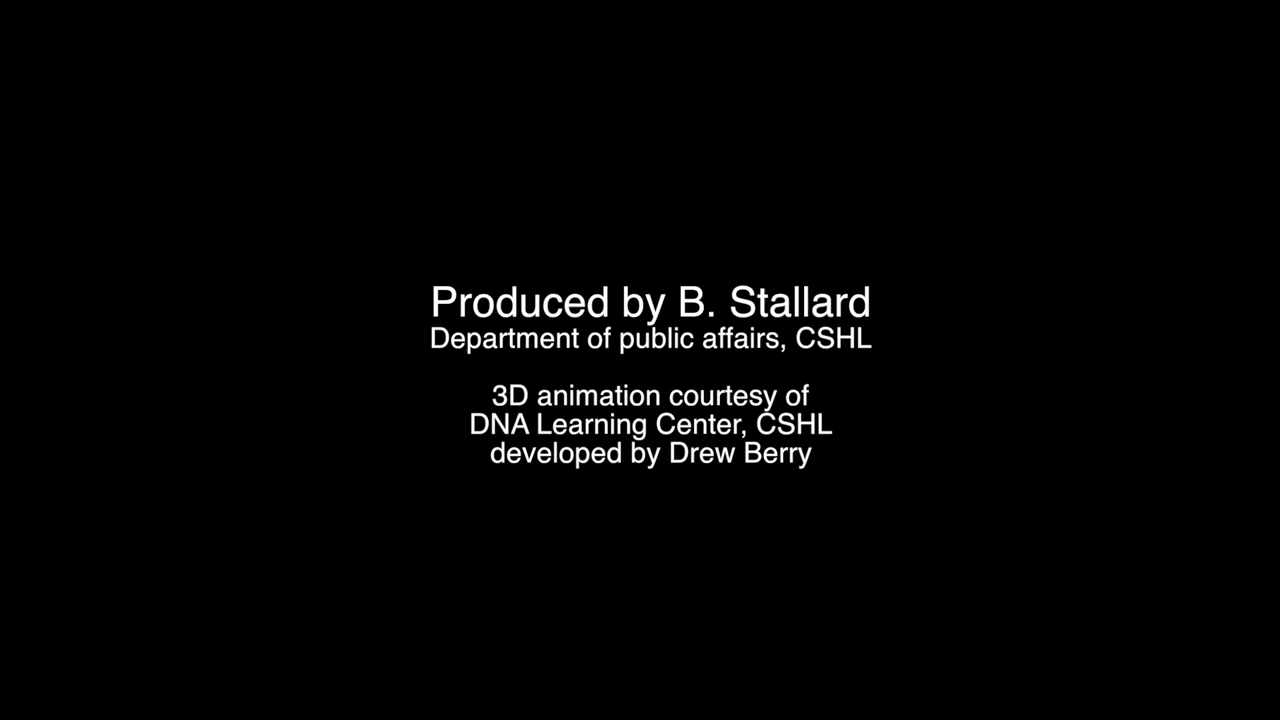 Produced by B. Stallard
Department of public affairs, CSHL
3D animation courtesy of
DNA Learning Center, CSHL
developed by Drew Berry